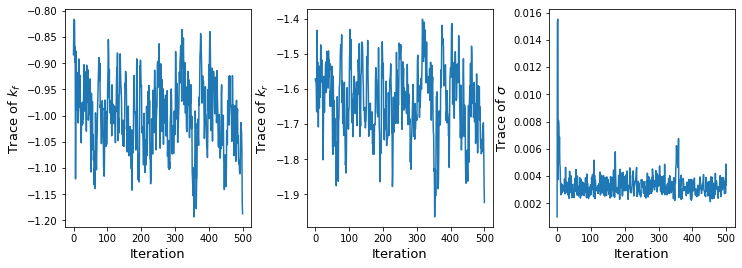 Trace of k_f
−0.80
−0.85
−0.90
−0.95
−1.00
−1.05
−1.10
−1.15
−1.20
0 100 200 300 400 500
Iteration
Trace of k_r
−1.4
−1.5
−1.6
−1.7
−1.8
−1.9
0 100 200 300 400 500
Iteration
Trace of σ
0.016
0.014
0.012
0.010
0.008
0.006
0.004
0.002
0 100 200 300 400 500
Iteration